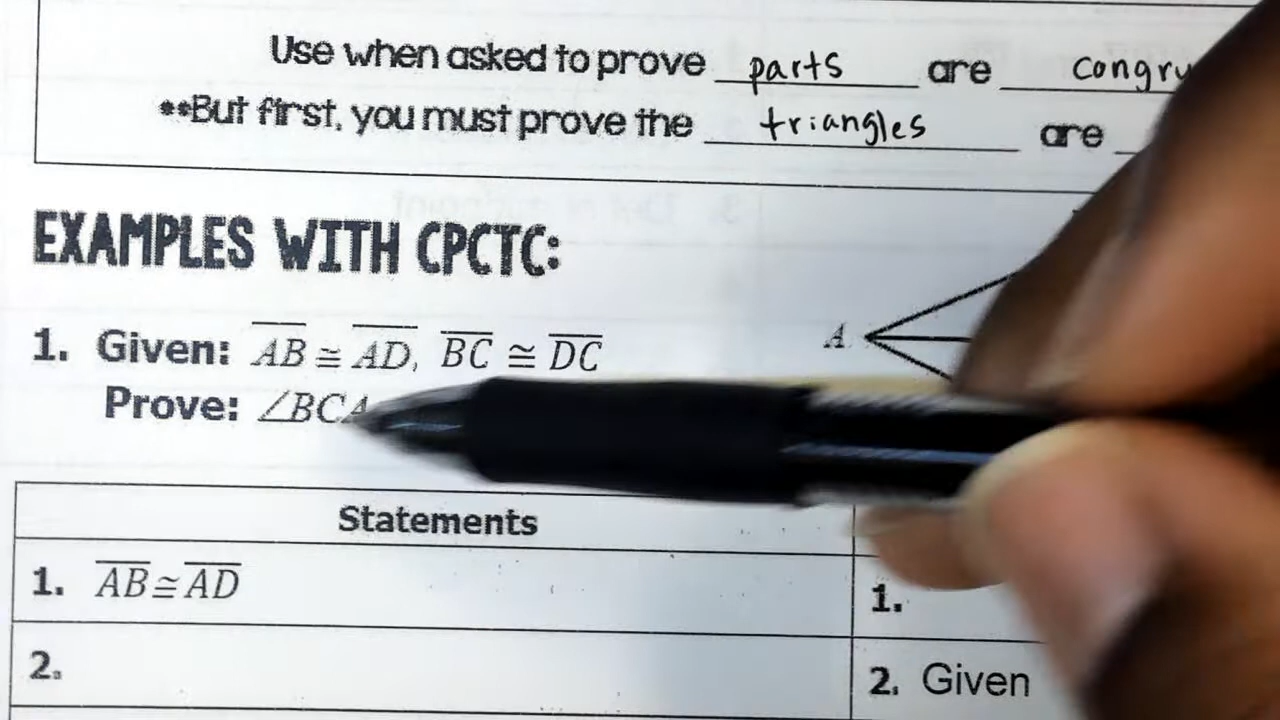 Use when asked to prove parts are
**But first, you must prove the triangles are
EXAMPLES WITH CPCTC:
1. Given: AB ≅ AD, BC ≅ DC
A
Prove: ∠BCA
Statements
1. AB ≅ AD
1.
2.
2. Given